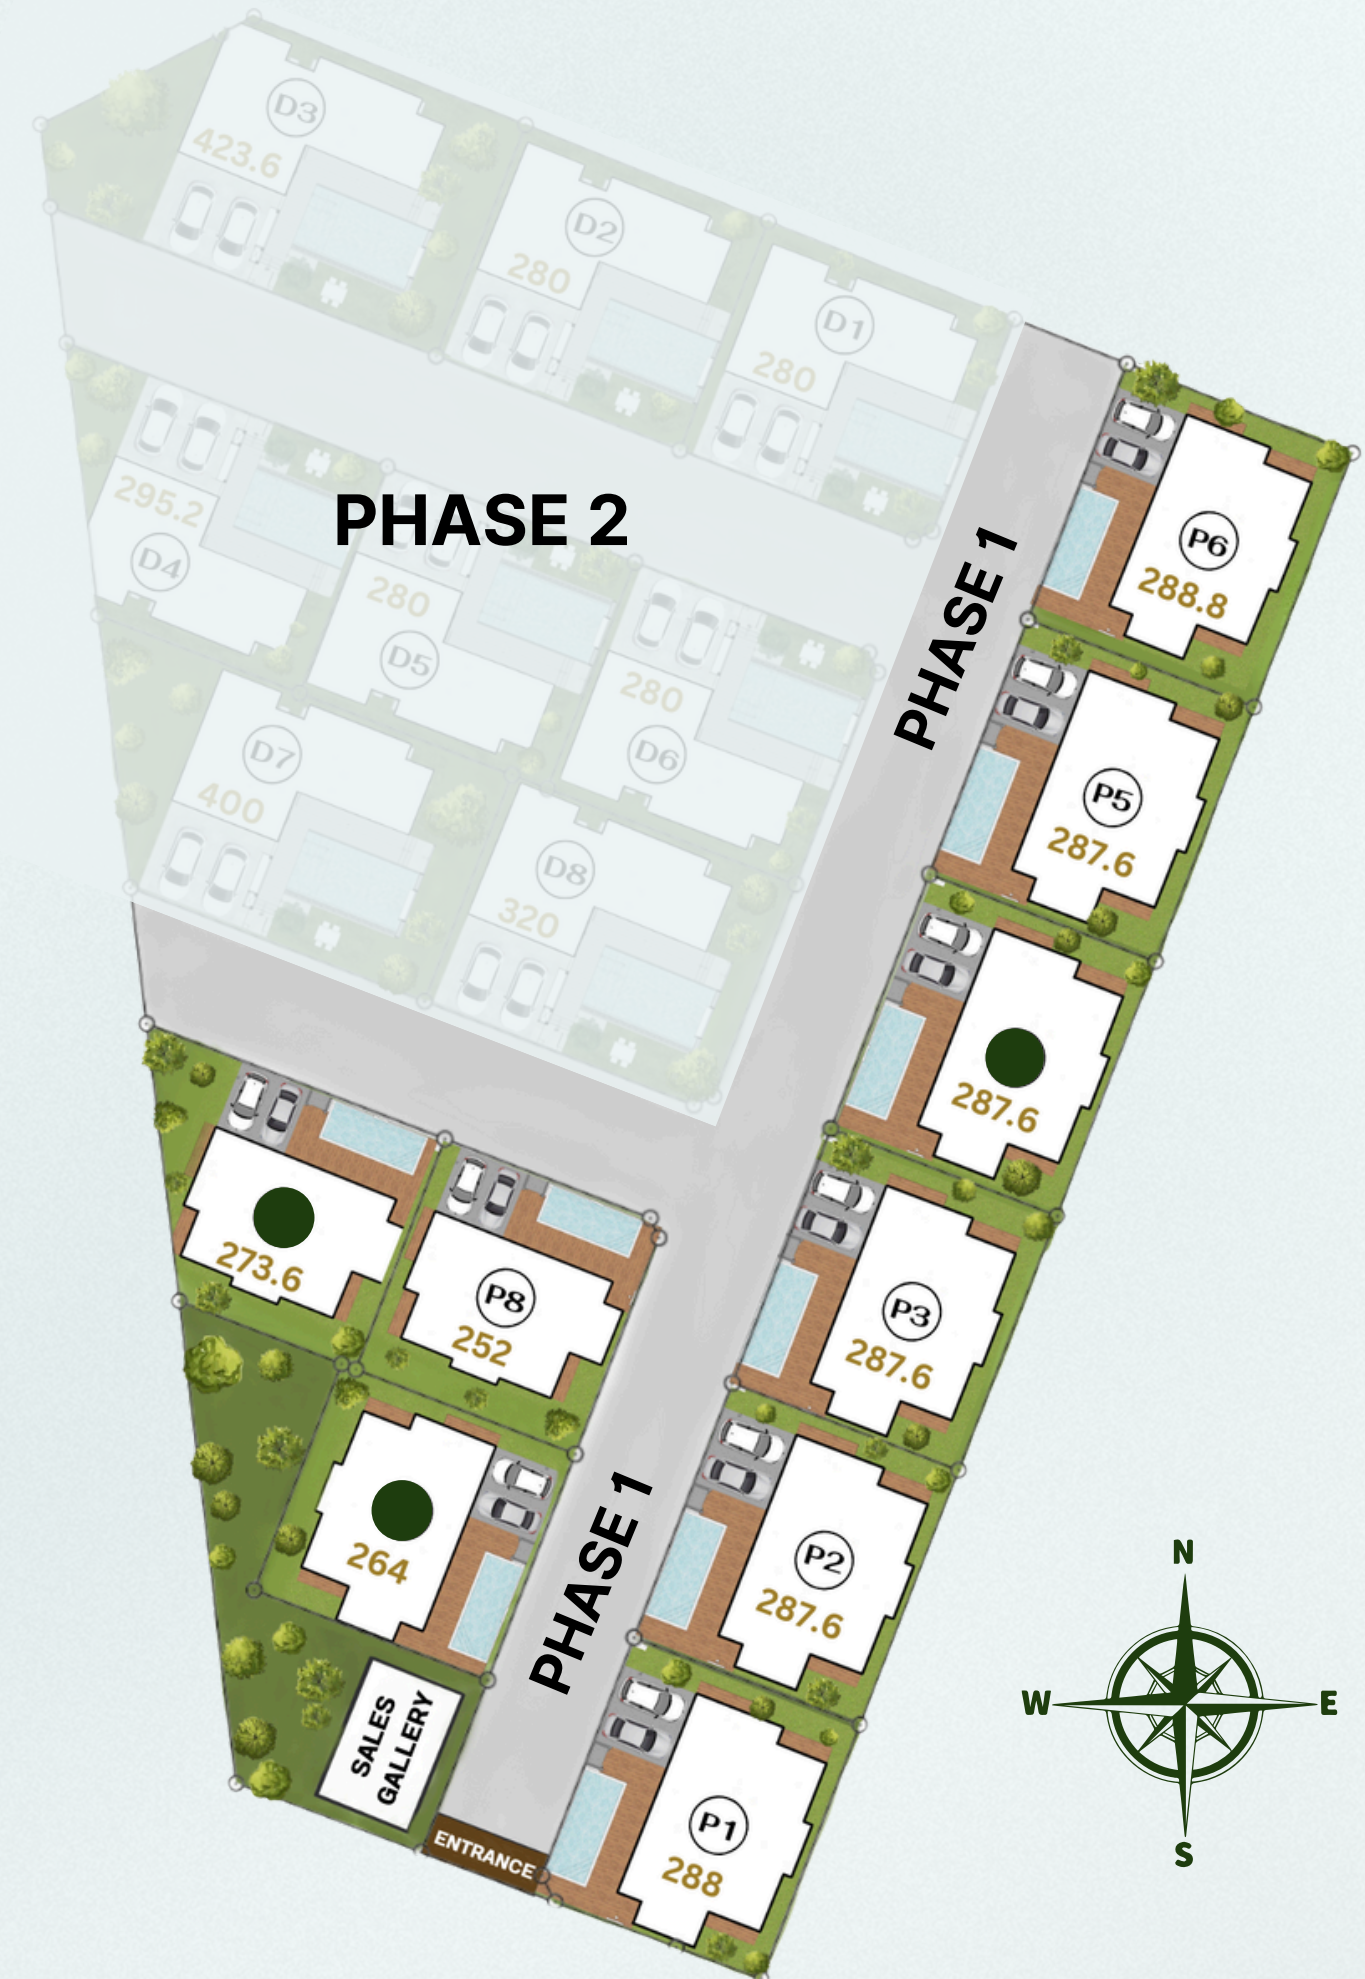 D3
423.6
D2
280
D1
280
295.2
D4
PHASE 2
280
D5
280
D6
D7
400
D8
320
PHASE 1
P6
288.8
P5
287.6
287.6
P3
287.6
273.6
P8
252
264
PHASE 1
P2
287.6
P1
288
SALES
GALLERY
ENTRANCE
N
W
E
S